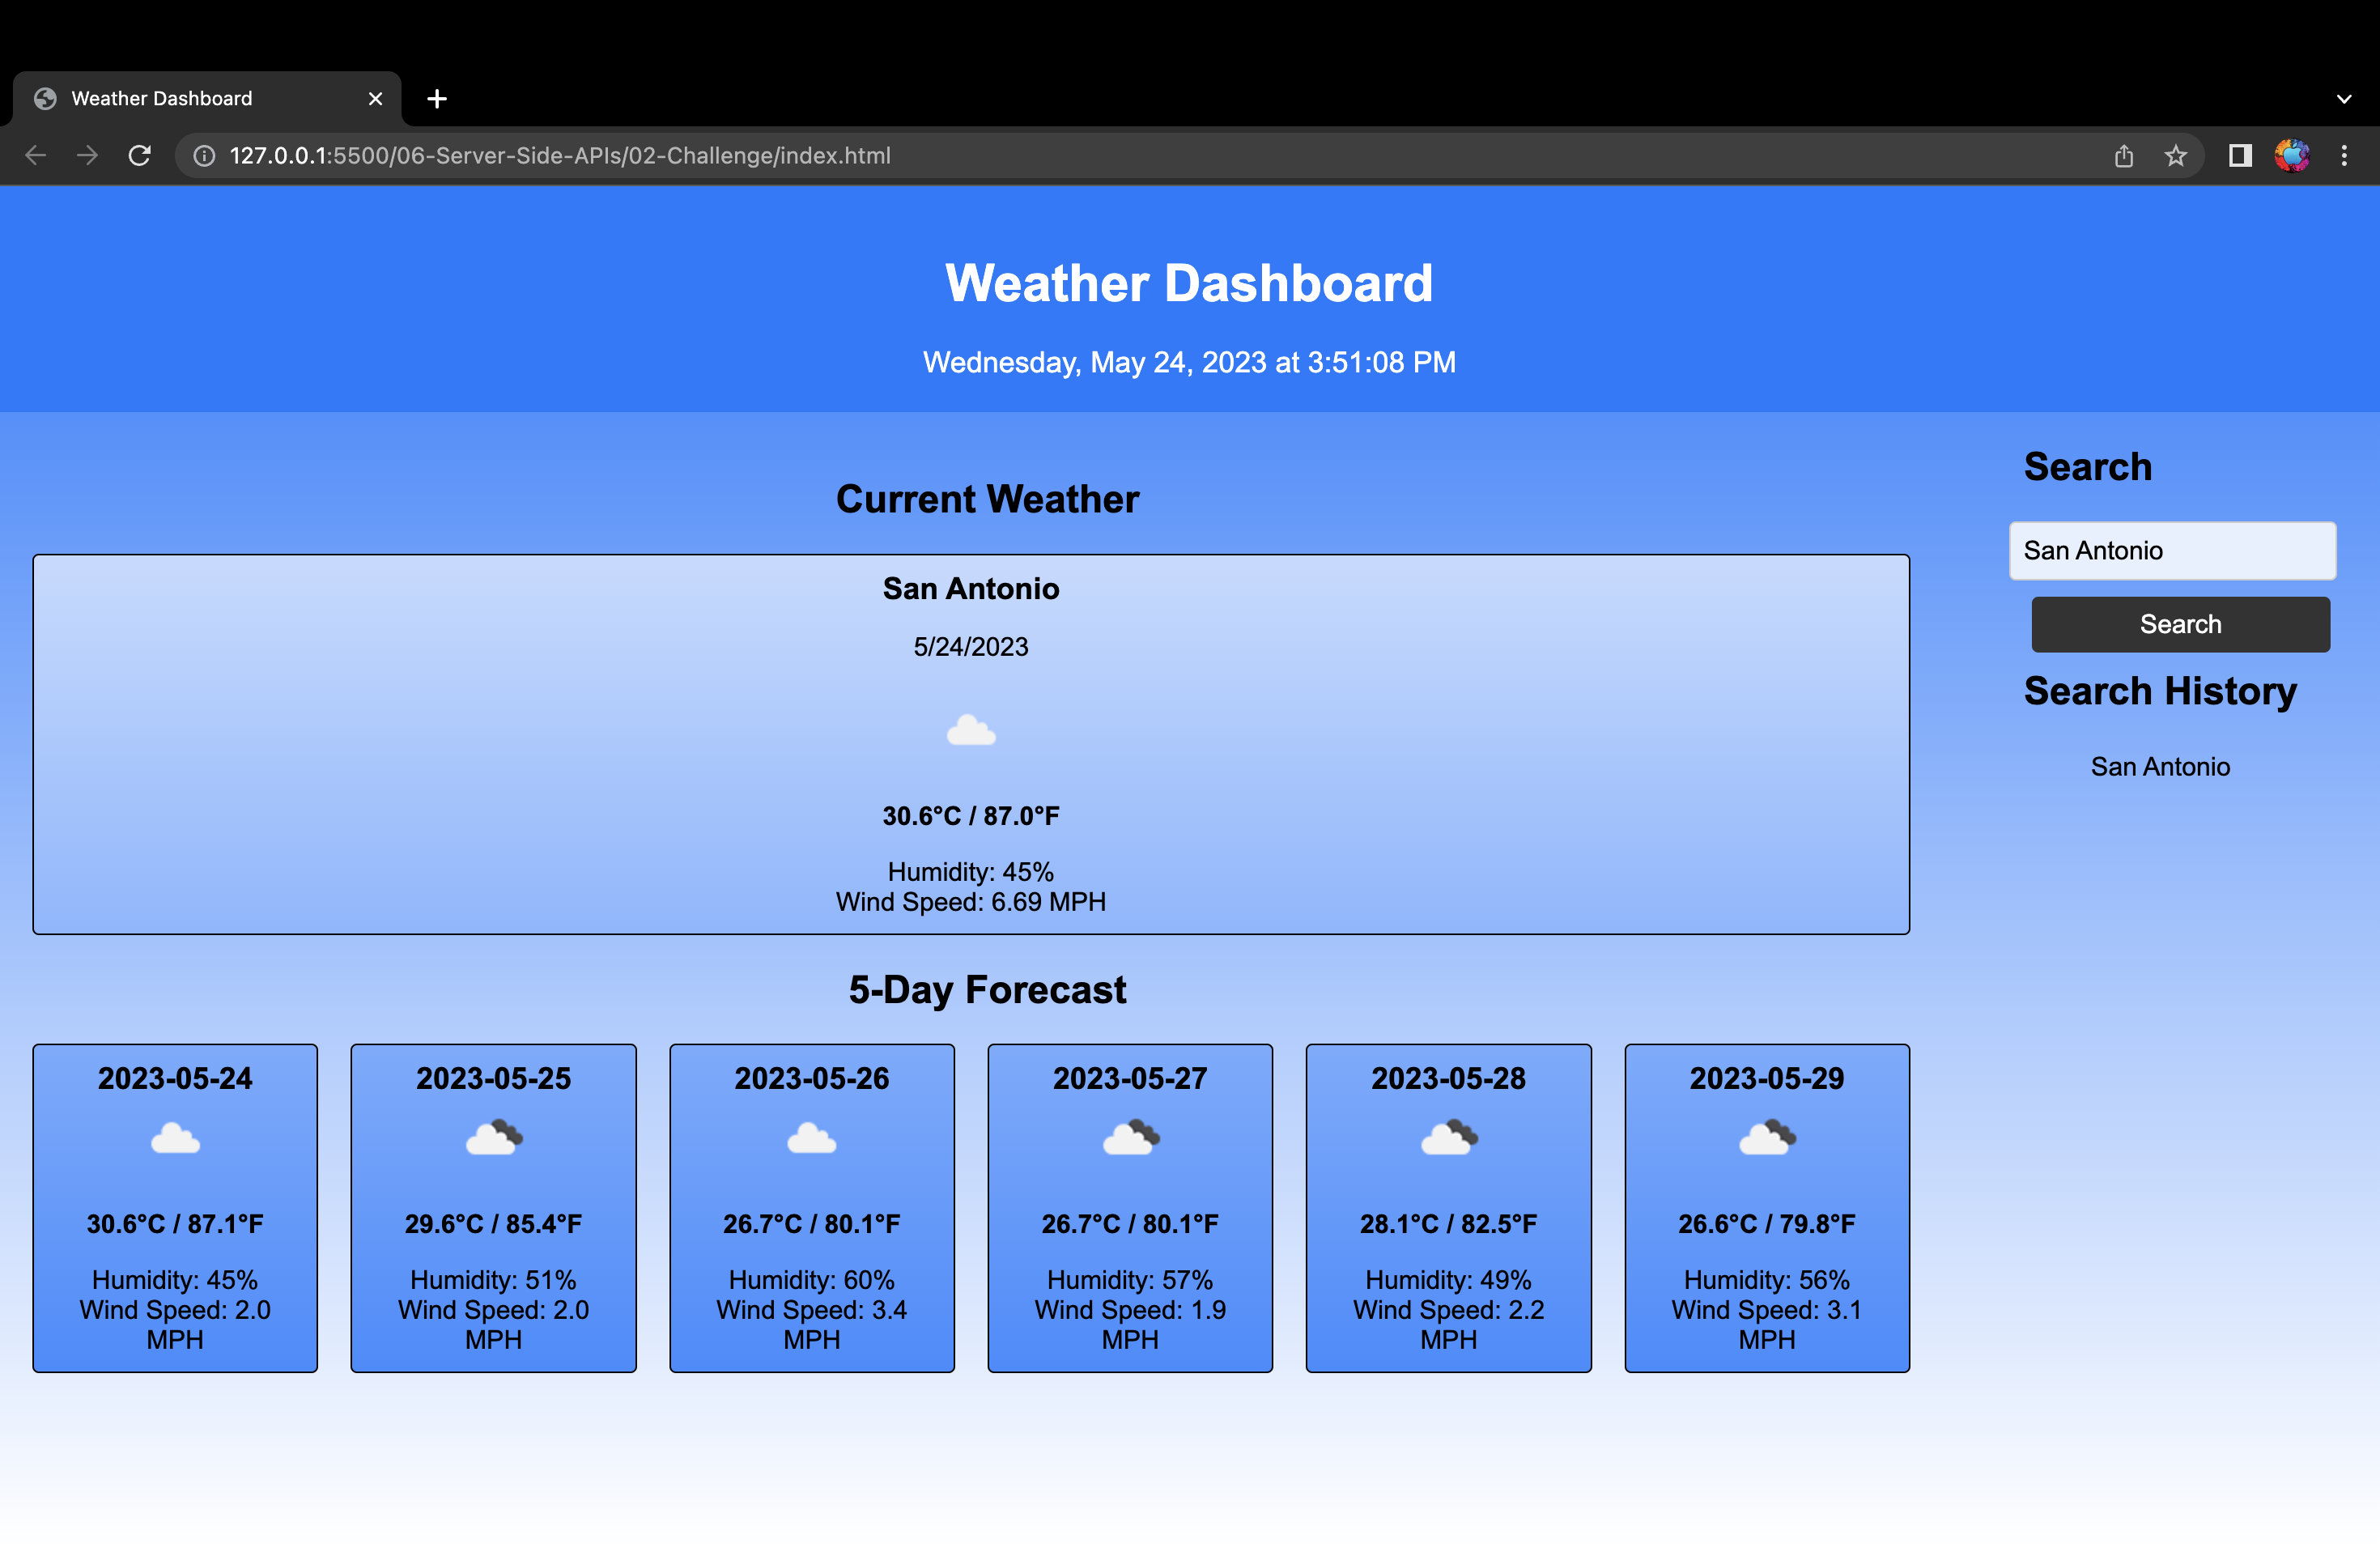 Weather Dashboard
127.0.0.1:5500/06-Server-Side-APIs/02-Challenge/index.html
Weather Dashboard
Wednesday, May 24, 2023 at 3:51:08 PM
Current Weather
San Antonio
5/24/2023
30.6°C / 87.0°F
Humidity: 45%
Wind Speed: 6.69 MPH
5-Day Forecast
2023-05-24
30.6°C / 87.1°F
Humidity: 45%
Wind Speed: 2.0
MPH
2023-05-25
29.6°C / 85.4°F
Humidity: 51%
Wind Speed: 2.0
MPH
2023-05-26
26.7°C / 80.1°F
Humidity: 60%
Wind Speed: 3.4
MPH
2023-05-27
26.7°C / 80.1°F
Humidity: 57%
Wind Speed: 1.9
MPH
2023-05-28
28.1°C / 82.5°F
Humidity: 49%
Wind Speed: 2.2
MPH
2023-05-29
26.6°C / 79.8°F
Humidity: 56%
Wind Speed: 3.1
MPH
Search
San Antonio
Search
Search History
San Antonio